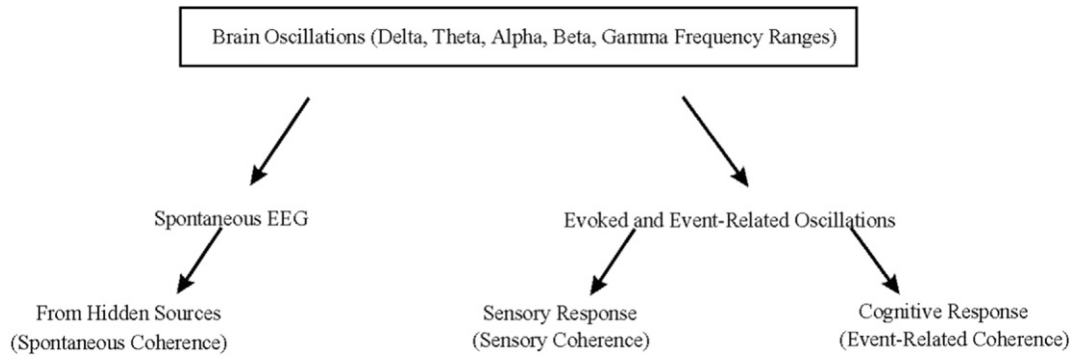 Brain Oscillations (Delta, Theta, Alpha, Beta, Gamma Frequency Ranges)
Spontaneous EEG
Evoked and Event-Related Oscillations
From Hidden Sources
(Spontaneous Coherence)
Sensory Response
(Sensory Coherence)
Cognitive Response
(Event-Related Coherence)